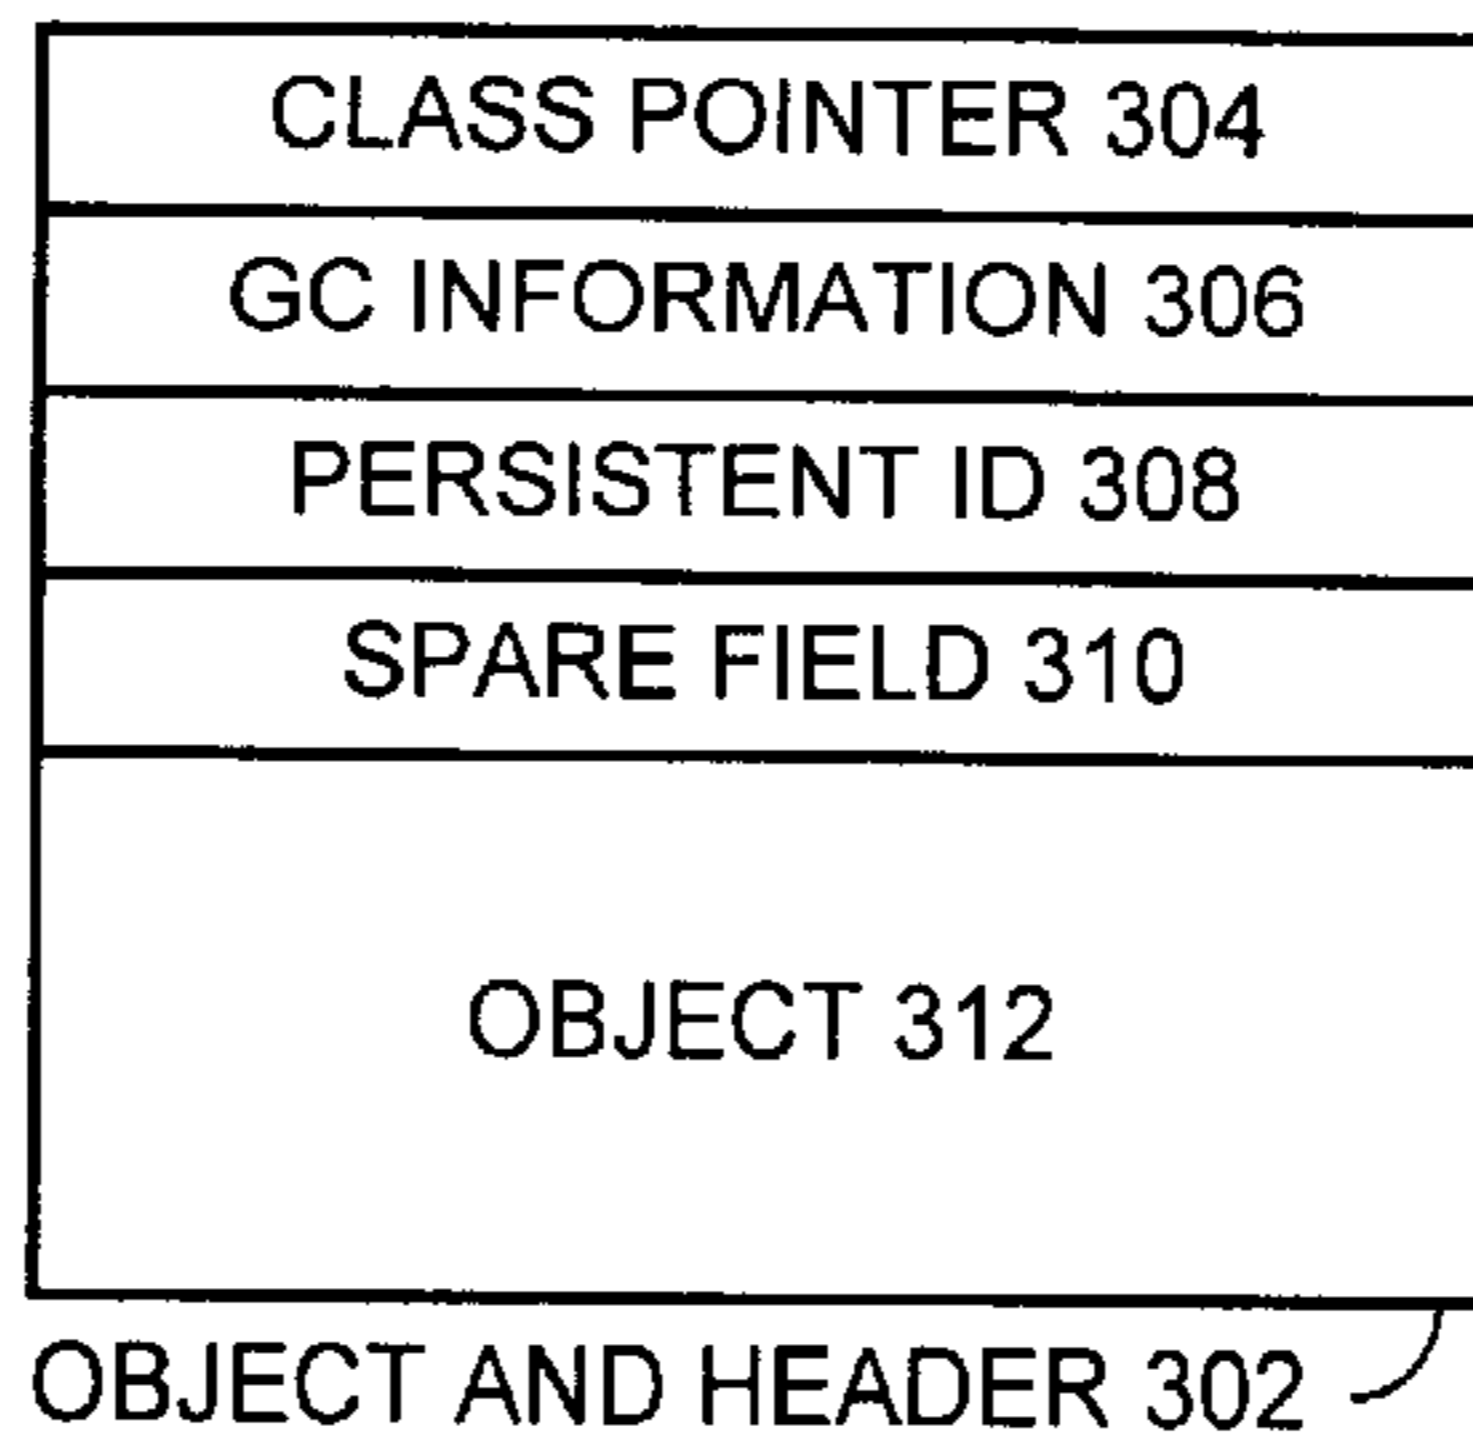 CLASS POINTER 304
GC INFORMATION 306
PERSISTENT ID 308
SPARE FIELD 310
OBJECT 312
OBJECT AND HEADER 302